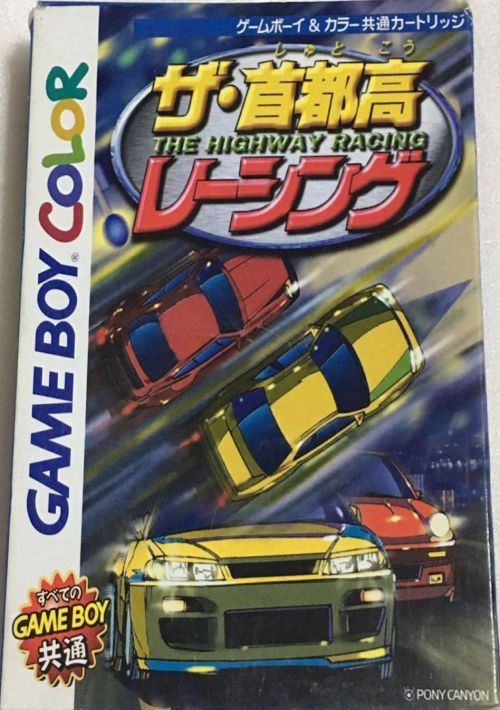 ゲームボーイ & カラー共通カートリッジ
しゅとこう
ザ・首都高
THE HIGHWAY RACING
レーシング
GAME BOY COLOR
®
すべての
GAME BOY
共通
© PONY CANYON